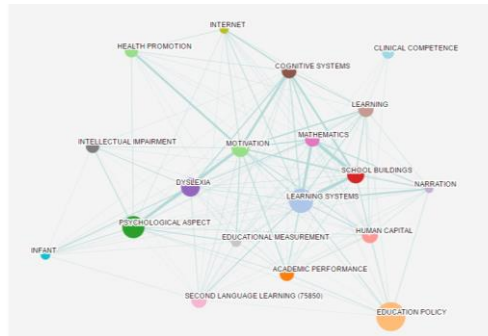 INTERNET
HEALTH PROMOTION
CLINICAL COMPETENCE
COGNITIVE SYSTEMS
LEARNING
MATHEMATICS
INTELLECTUAL IMPAIRMENT
MOTIVATION
SCHOOL BUILDINGS
DYSLEXIA
NARRATION
LEARNING SYSTEMS
PSYCHOLOGICAL ASPECT
HUMAN CAPITAL
EDUCATIONAL MEASUREMENT
INFANT
ACADEMIC PERFORMANCE
SECOND LANGUAGE LEARNING (75850)
EDUCATION POLICY